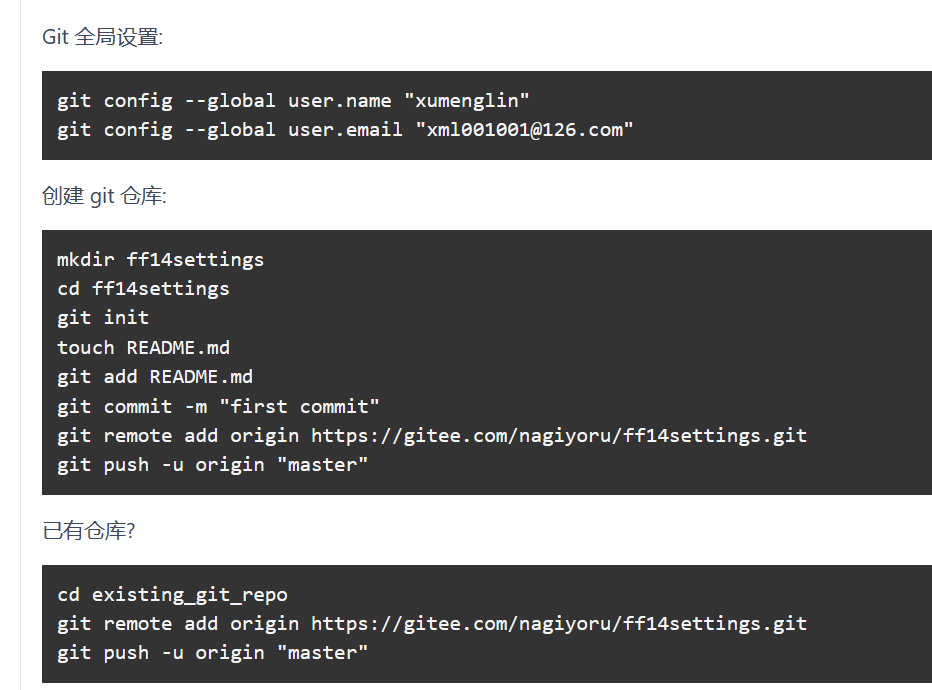 Git 全局设置:
git config --global user.name "xumenglin"
git config --global user.email "xml001001@126.com"
创建 git 仓库:
mkdir ff14settings
cd ff14settings
git init
touch README.md
git add README.md
git commit -m "first commit"
git remote add origin https://gitee.com/nagiyoru/ff14settings.git
git push -u origin "master"
已有仓库?
cd existing_git_repo
git remote add origin https://gitee.com/nagiyoru/ff14settings.git
git push -u origin "master"